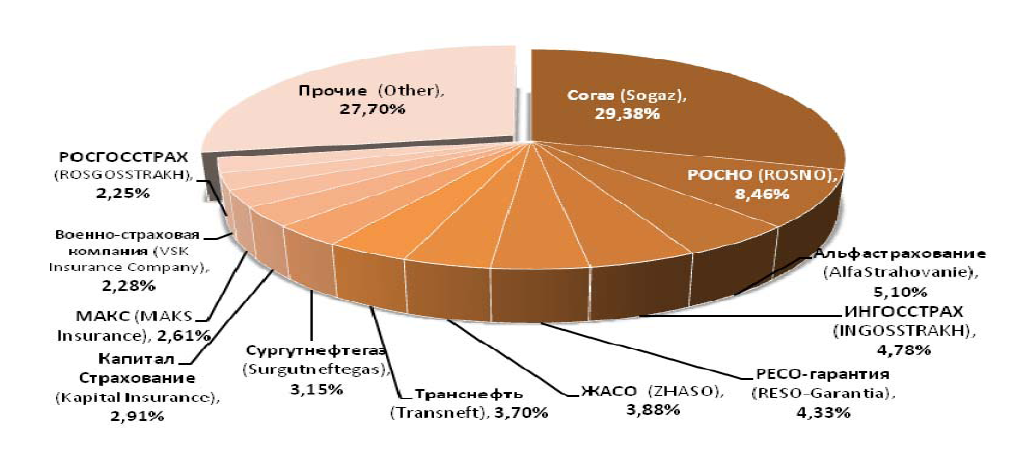 Прочие (Other),
27,70%
Согаз (Sogaz),
29,38%
РОСНО (ROSNO),
8,46%
Альфастрахование
(AlfaStrahovanie),
5,10%
ИНГОССТРАХ
(INGOSSTRAKH),
4,78%
РЕСО-гарантия
(RESO-Garantia),
4,33%
ЖАСО (ZHASO),
3,88%
Транснефть
(Transneft), 3,70%
Сургутнефтегаз
(Surgutneftegas),
3,15%
Капитал
Страхование
(Kapital Insurance),
2,91%
МАКС (MAKS
Insurance), 2,61%
Военно-страховая
компания (VSK
Insurance Company),
2,28%
РОСГОССТРАХ
(ROSGOSSTRAKH),
2,25%